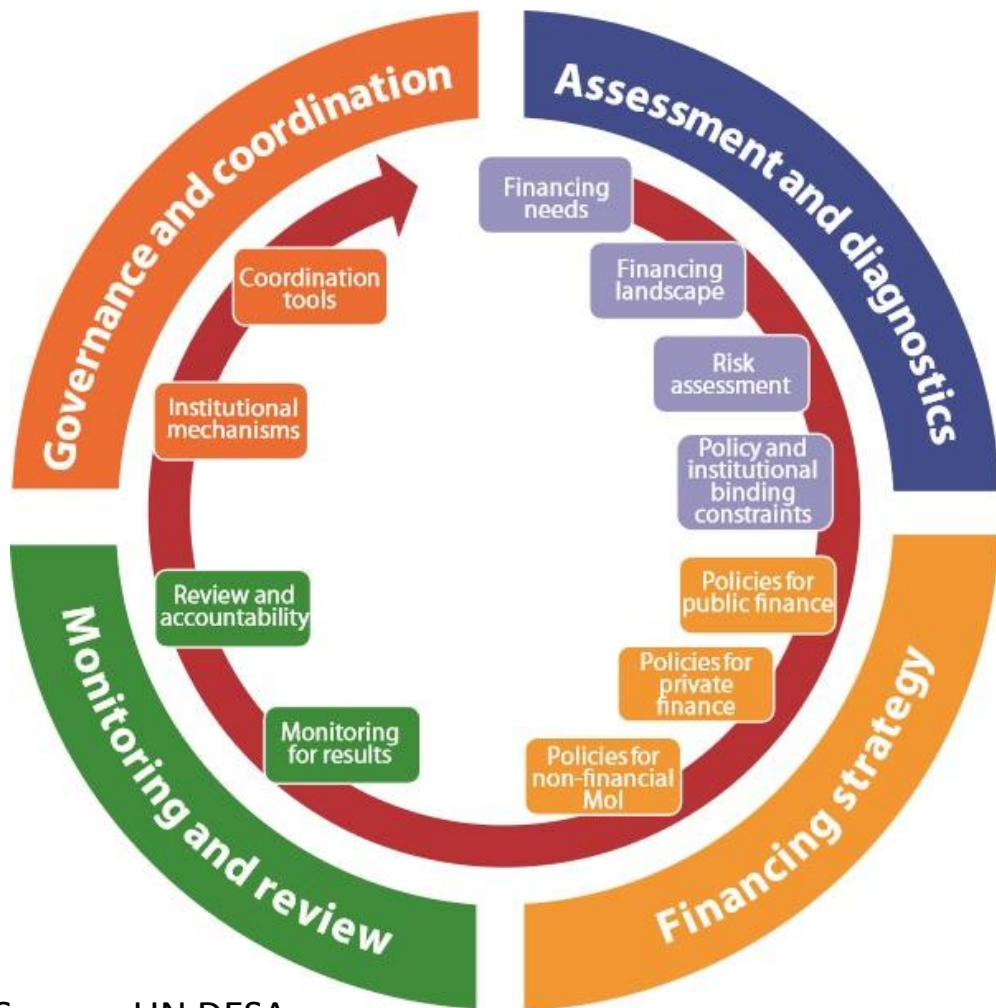 Governance and coordination
Assessment and diagnostics
Financing
needs
Financing
landscape
Risk
assessment
Policy and
institutional
binding
constraints
Policies for
public finance
Policies for
private
finance
Policies for
non-financial
MoI
Financing strategy
Monitoring
for results
Review and
accountability
Monitoring and review
Institutional
mechanisms
Coordination
tools
UN DESA